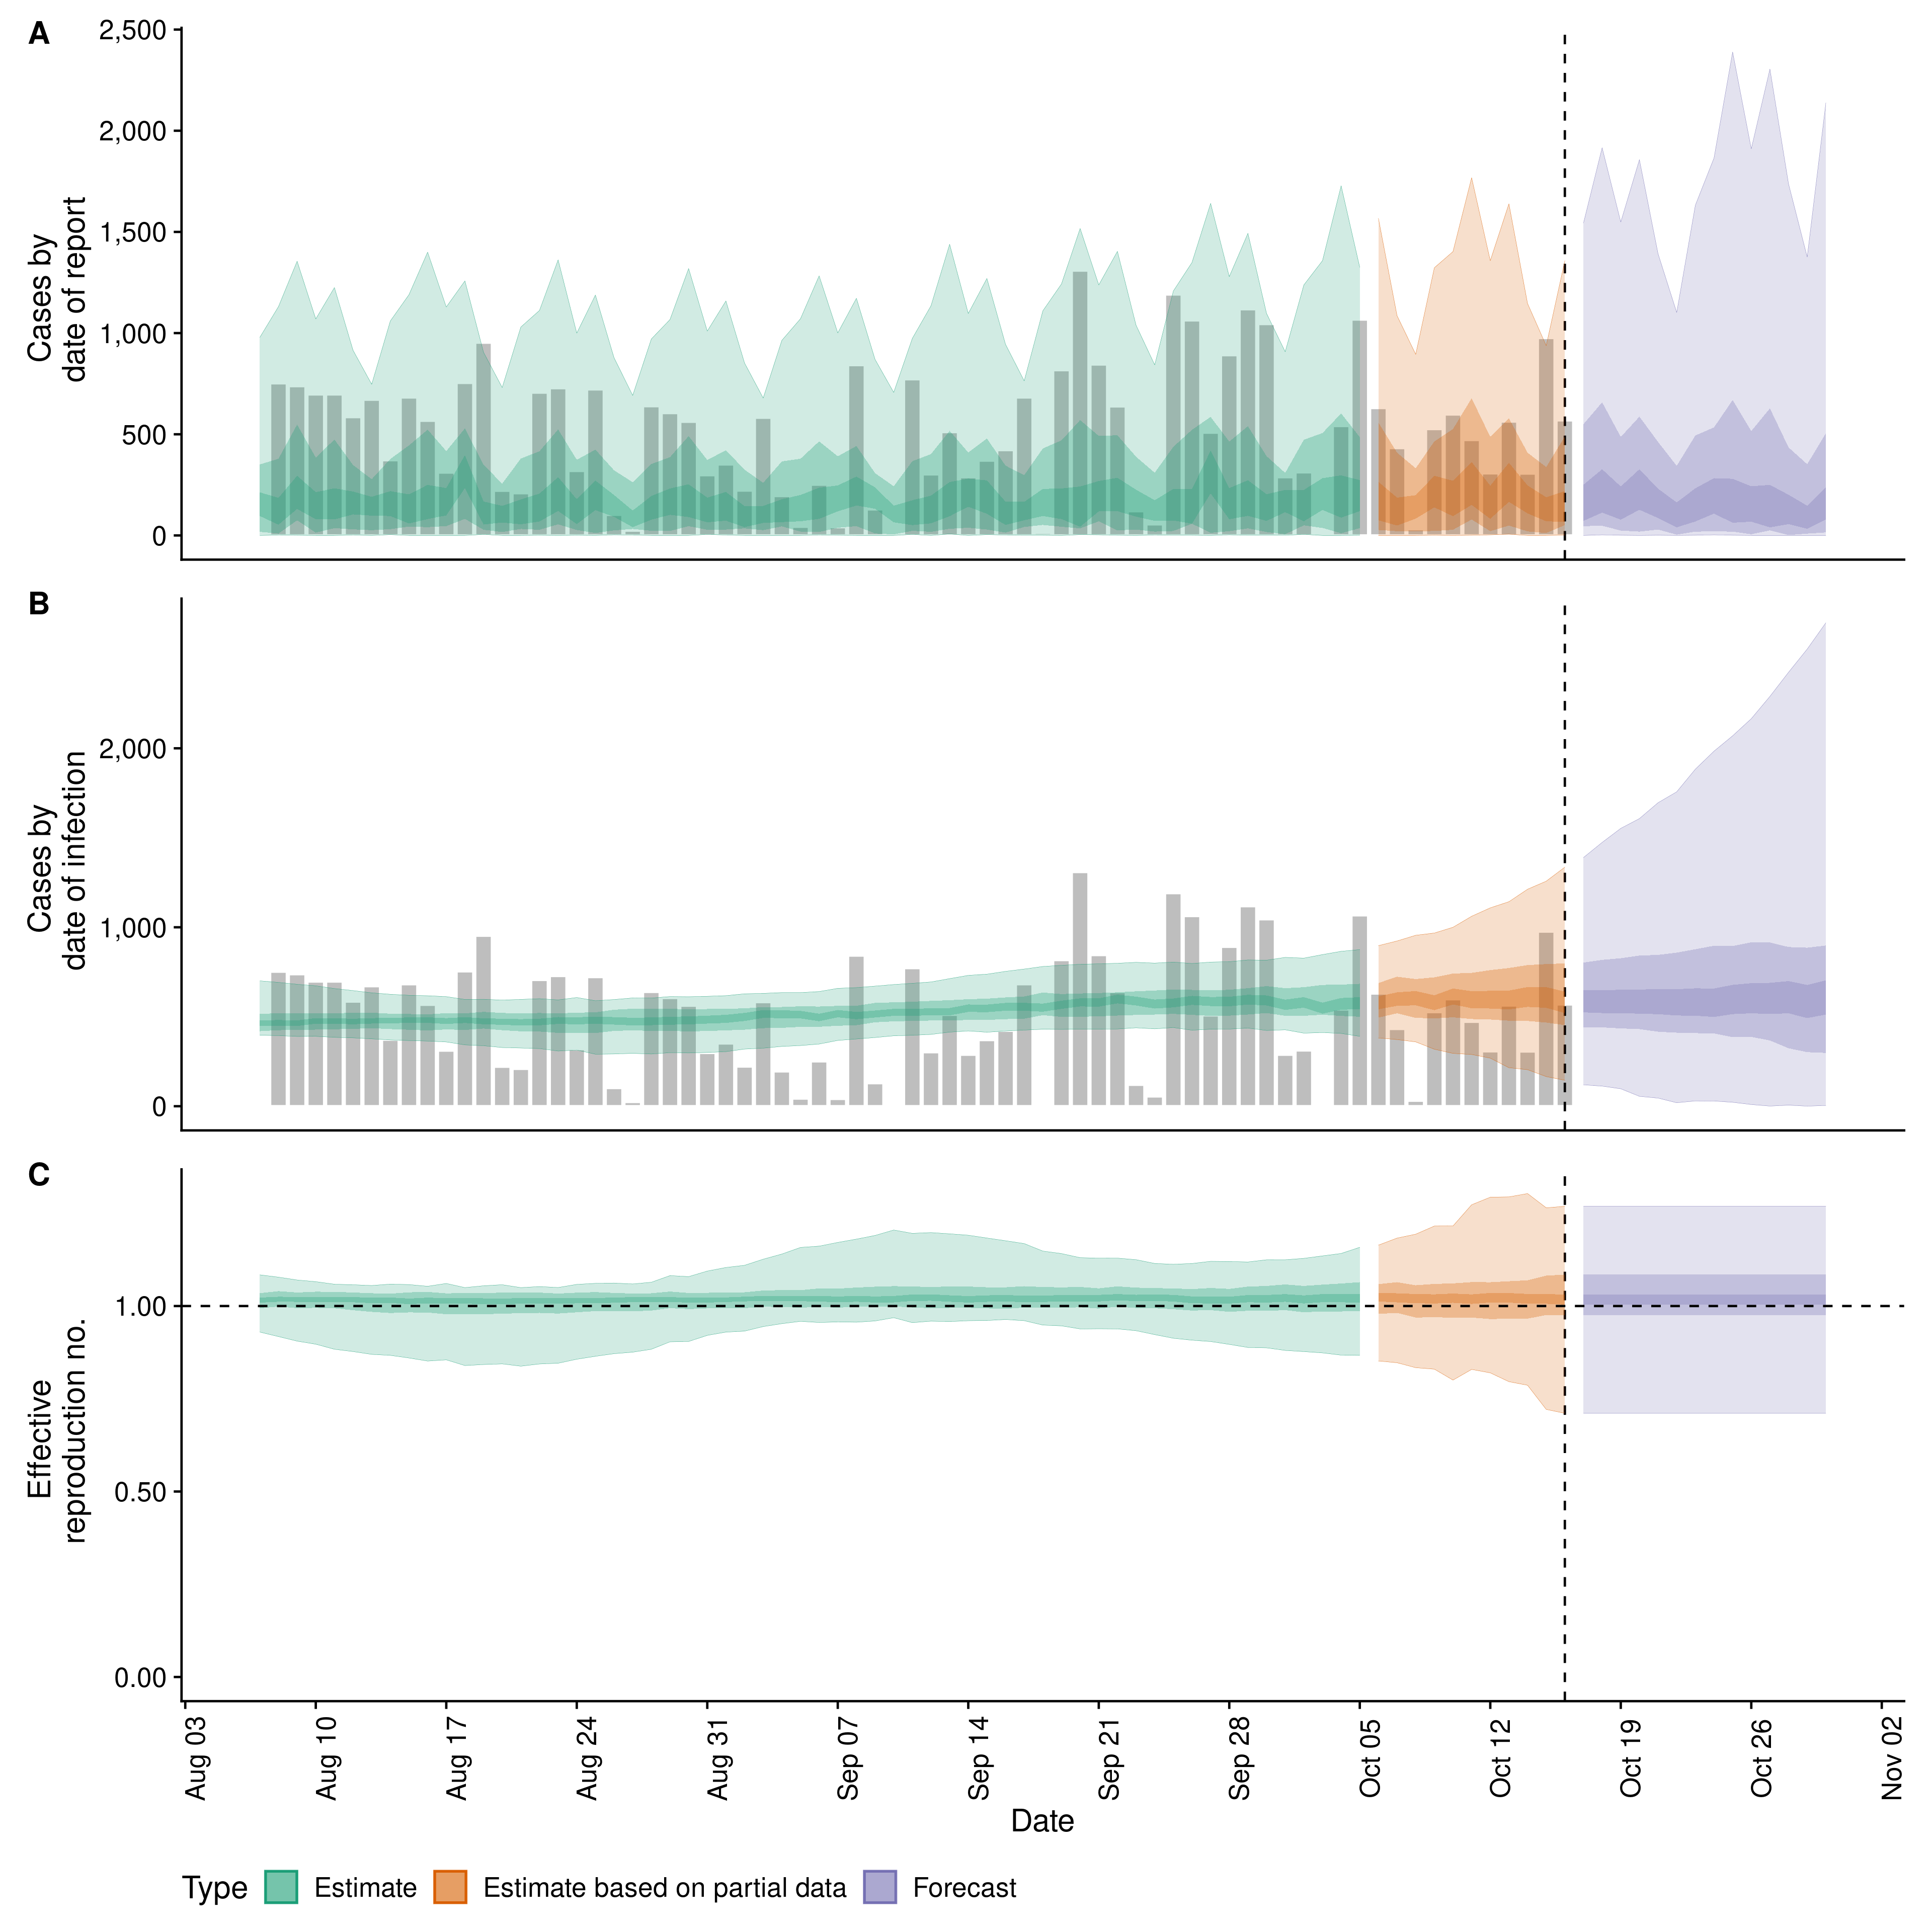 A
2,500
2,000
1,500
1,000
500
0
Cases by
date of report
B
2,000
1,000
0
Cases by
date of infection
C
1.00
0.50
0.00
Effective
reproduction no.
Aug 03
Aug 10
Aug 17
Aug 24
Aug 31
Sep 07
Sep 14
Sep 21
Sep 28
Oct 05
Oct 12
Oct 19
Oct 26
Nov 02
Date
Type Estimate Estimate based on partial data Forecast